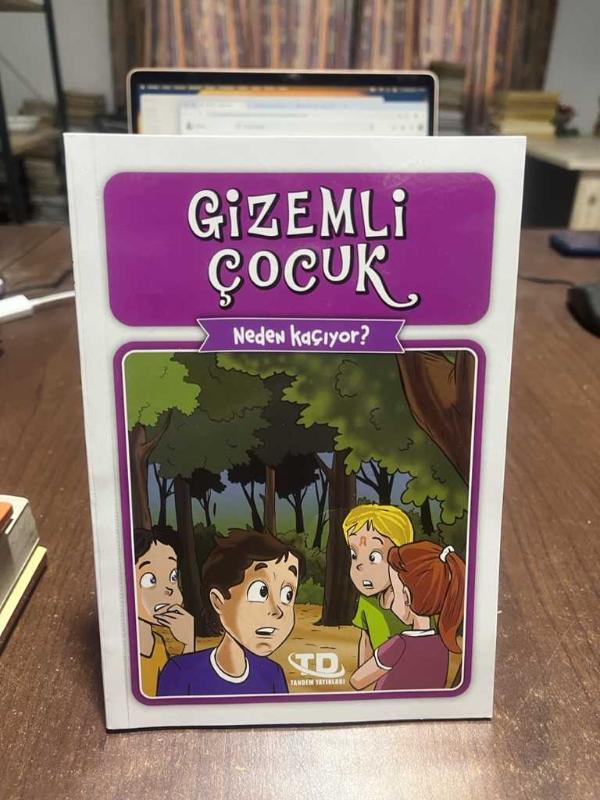 GiZEMLi
ÇOCUK
Neden kaçıyor?
TD
TANDEM YAYINLARI